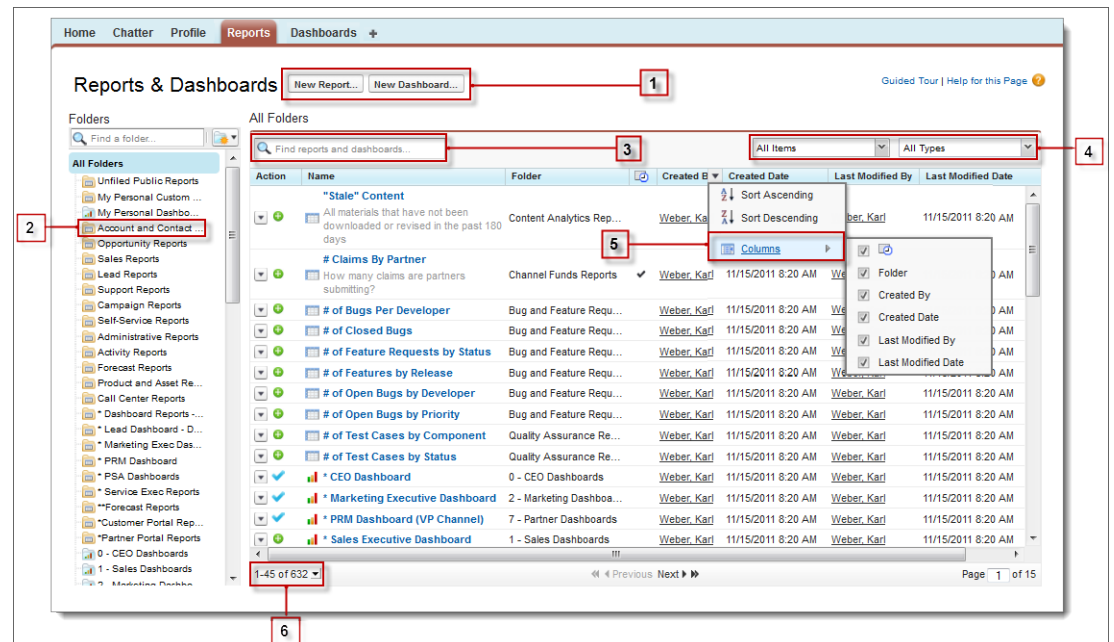 Home Chatter Profile Reports Dashboards +
Reports & Dashboards New Report... New Dashboard... 1 Guided Tour | Help for this Page ?
Folders
Find a folder...
All Folders
Unfiled Public Reports
My Personal Custom ...
My Personal Dashbo...
2 Account and Contact ...
Opportunity Reports
Sales Reports
Lead Reports
Support Reports
Campaign Reports
Self-Service Reports
Administrative Reports
Activity Reports
Forecast Reports
Product and Asset Re...
Call Center Reports
* Dashboard Reports -...
* Lead Dashboard - D...
* Marketing Exec Das...
* PRM Dashboard
* PSA Dashboards
* Service Exec Reports
**Forecast Reports
*Customer Portal Rep...
*Partner Portal Reports
0 - CEO Dashboards
1 - Sales Dashboards
2 - Marketing Dashbo...
All Folders
Find reports and dashboards... 3 All Items All Types 4
Action Name Folder Created B Created Date Last Modified By Last Modified Date
"Stale" Content
All materials that have not been
downloaded or revised in the past 180
days
Content Analytics Rep... Weber, Ka ber, Karl 11/15/2011 8:20 AM
# Claims By Partner
How many claims are partners
submitting?
Channel Funds Reports Weber, Karl 11/15/2011 8:20 AM We AM
# of Bugs Per Developer Bug and Feature Requ... Weber, Karl 11/15/2011 8:20 AM We AM
# of Closed Bugs Bug and Feature Requ... Weber, Karl 11/15/2011 8:20 AM We AM
# of Feature Requests by Status Bug and Feature Requ... Weber, Karl 11/15/2011 8:20 AM We AM
# of Features by Release Bug and Feature Requ... Weber, Karl 11/15/2011 8:20 AM AM
# of Open Bugs by Developer Bug and Feature Requ... Weber, Karl 11/15/2011 8:20 AM Weber, Karl 11/15/2011 8:20 AM
# of Open Bugs by Priority Bug and Feature Requ... Weber, Karl 11/15/2011 8:20 AM Weber, Karl 11/15/2011 8:20 AM
# of Test Cases by Component Quality Assurance Re... Weber, Karl 11/15/2011 8:20 AM Weber, Karl 11/15/2011 8:20 AM
# of Test Cases by Status Quality Assurance Re... Weber, Karl 11/15/2011 8:20 AM Weber, Karl 11/15/2011 8:20 AM
* CEO Dashboard 0 - CEO Dashboards Weber, Karl 11/15/2011 8:20 AM Weber, Karl 11/15/2011 8:20 AM
* Marketing Executive Dashboard 2 - Marketing Dashboa... Weber, Karl 11/15/2011 8:20 AM Weber, Karl 11/15/2011 8:20 AM
* PRM Dashboard (VP Channel) 7 - Partner Dashboards Weber, Karl 11/15/2011 8:20 AM Weber, Karl 11/15/2011 8:20 AM
* Sales Executive Dashboard 1 - Sales Dashboards Weber, Karl 11/15/2011 8:20 AM Weber, Karl 11/15/2011 8:20 AM
Sort Ascending
Sort Descending
5 Columns
Folder
Created By
Created Date
Last Modified By
Last Modified Date
1-45 of 632 Previous Next Page 1 of 15
6